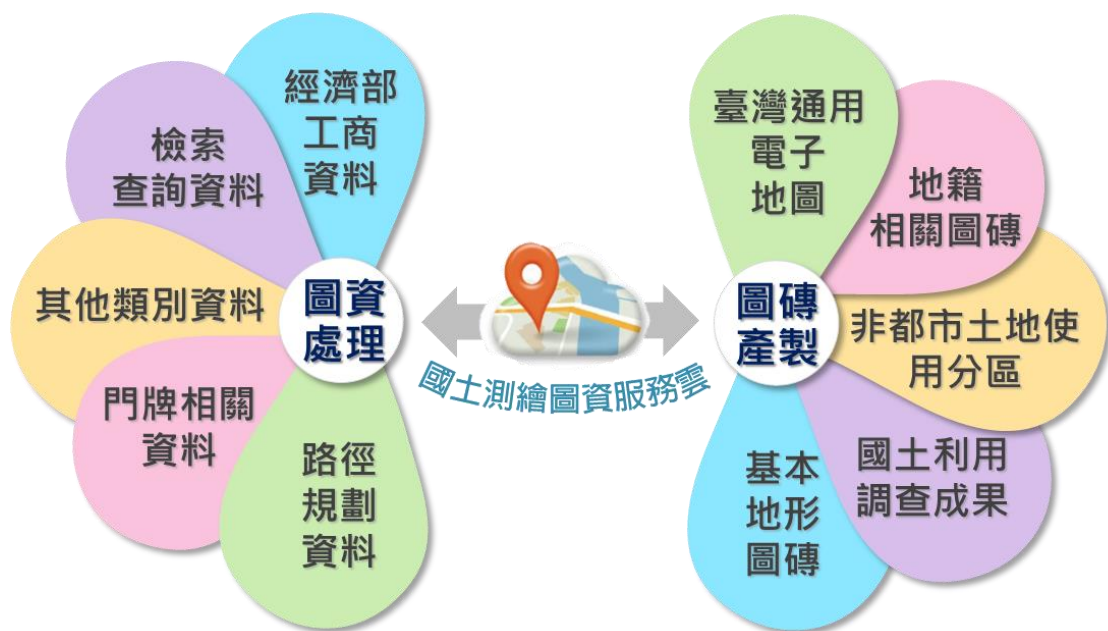 經濟部
工商
資料
檢索
查詢資料
其他類別資料
門牌相關
資料
路徑
規劃
資料
圖資
處理
國土測繪圖資服務雲
圖磚
產製
臺灣通用
電子
地圖
地籍
相關圖磚
非都市土地使
用分區
國土利用
調查成果
基本
地形
圖磚